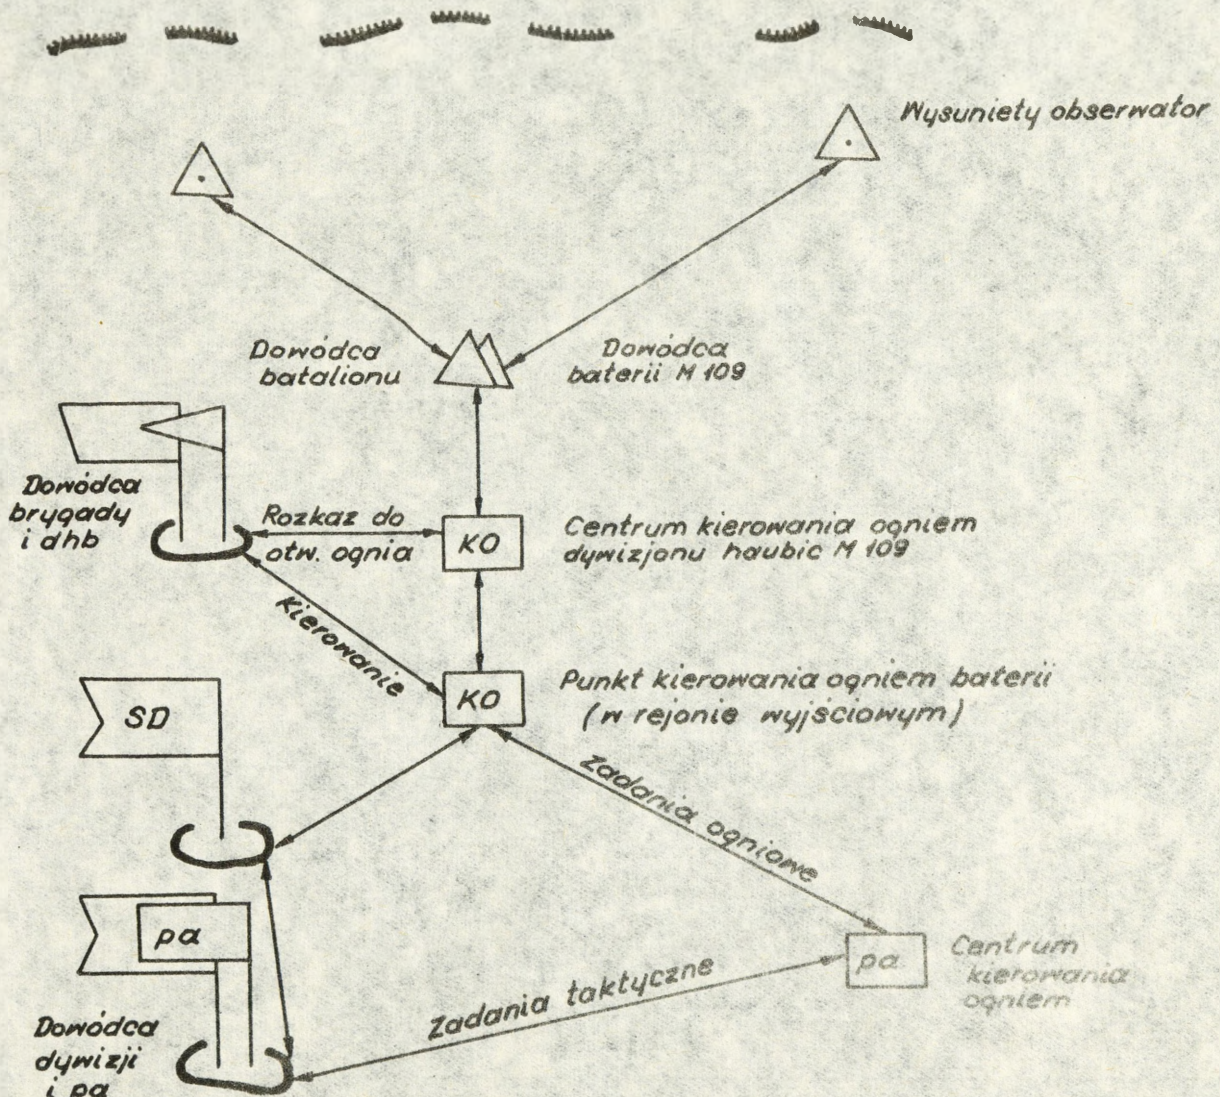 Wysuniety obserwator
Dowódca
batalionu
Dowódca
baterii M 109
Dowódca
brygady
i dhb
Rozkaz do
otw. ognia
KO
Centrum kierowania ogniem
dywizjonu haubic M 109
Kierowanie
KO
Punkt kierowania ogniem baterii
(w rejonie wyjściowym)
SD
Zadania ogniowe
pa
pa
Centrum
kierowania
ogniem
Zadania taktyczne
Dowódca
dywizji
i pa